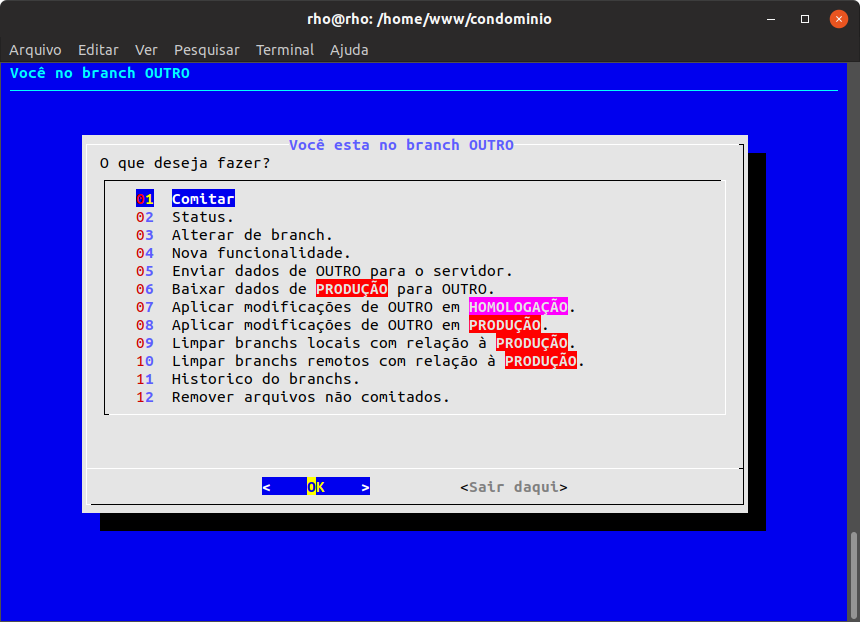 rho@rho: /home/www/condominio
Arquivo Editar Ver Pesquisar Terminal Ajuda
Você no branch OUTRO
Você esta no branch OUTRO
O que deseja fazer?
01 Comitar
02 Status.
03 Alterar de branch.
04 Nova funcionalidade.
05 Enviar dados de OUTRO para o servidor.
06 Baixar dados de PRODUÇÃO para OUTRO.
07 Aplicar modificações de OUTRO em HOMOLOGAÇÃO.
08 Aplicar modificações de OUTRO em PRODUÇÃO.
09 Limpar branchs locais com relação à PRODUÇÃO.
10 Limpar branchs remotos com relação à PRODUÇÃO.
11 Historico do branchs.
12 Remover arquivos não comitados.
< OK > <Sair daqui>